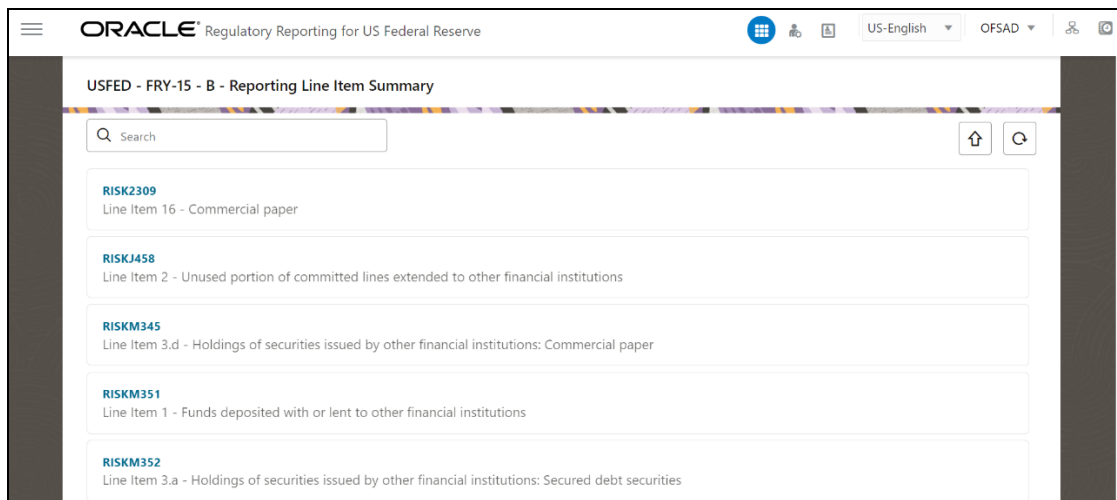 ORACLE® Regulatory Reporting for US Federal Reserve
US-English
OFSAD
USFED - FRY-15 - B - Reporting Line Item Summary
Search
RISK2309
Line Item 16 - Commercial paper
RISKJ458
Line Item 2 - Unused portion of committed lines extended to other financial institutions
RISKM345
Line Item 3.d - Holdings of securities issued by other financial institutions: Commercial paper
RISKM351
Line Item 1 - Funds deposited with or lent to other financial institutions
RISKM352
Line Item 3.a - Holdings of securities issued by other financial institutions: Secured debt securities